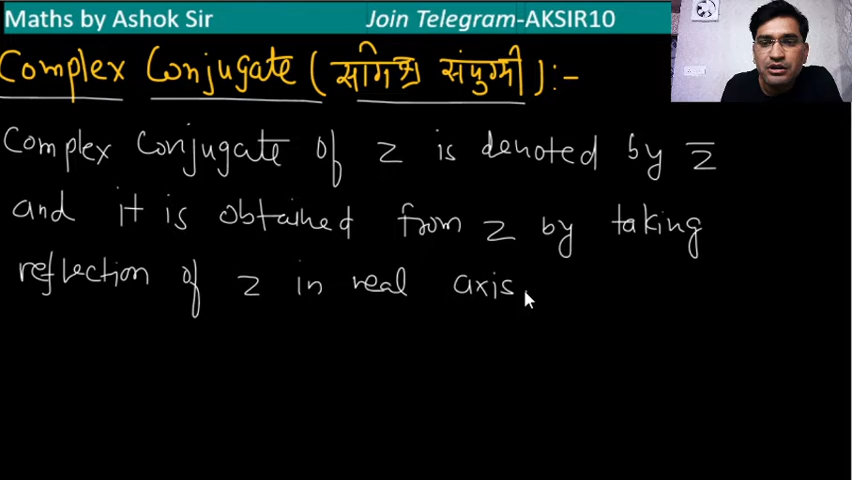 Maths by Ashok Sir Join Telegram-AKSIR10
Complex Conjugate (सम्मिश्र संयुग्मी) :-
Complex Conjugate of z is denoted by z̅
and it is obtained from z by taking
reflection of z in real axis.